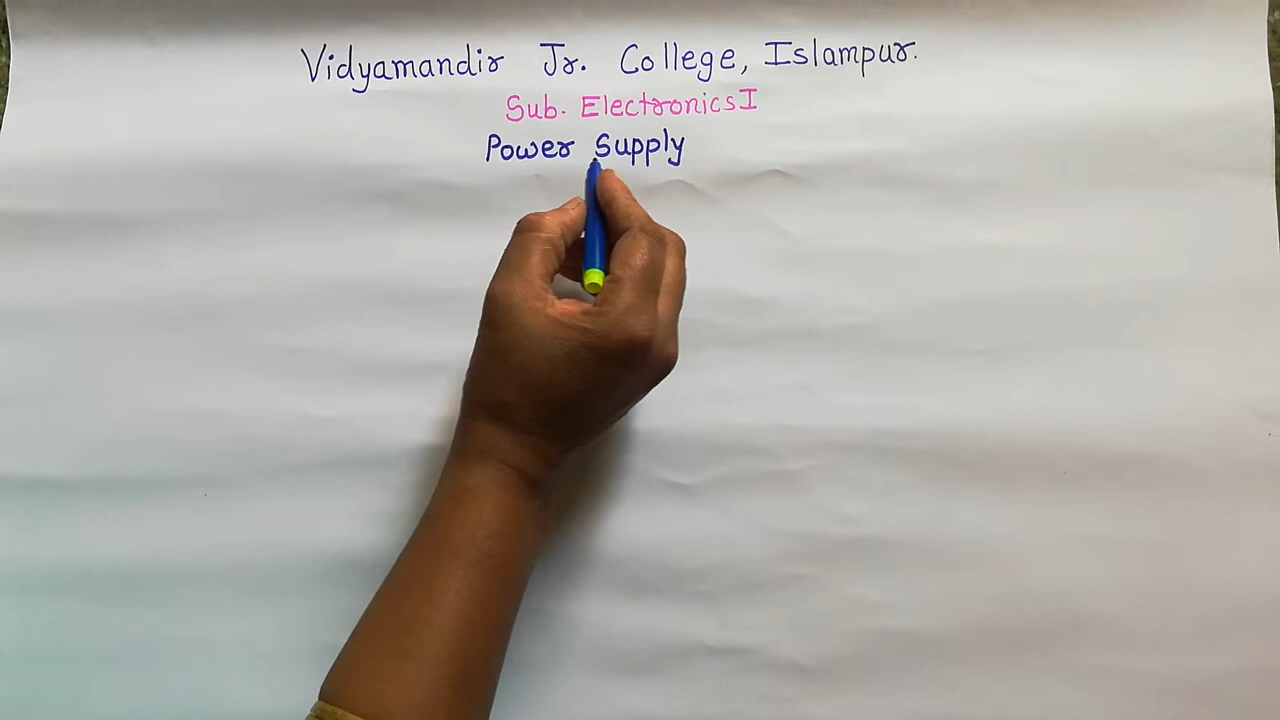 Vidyamandir Jr. College, Islampur.
Sub. Electronics I
Power Supply